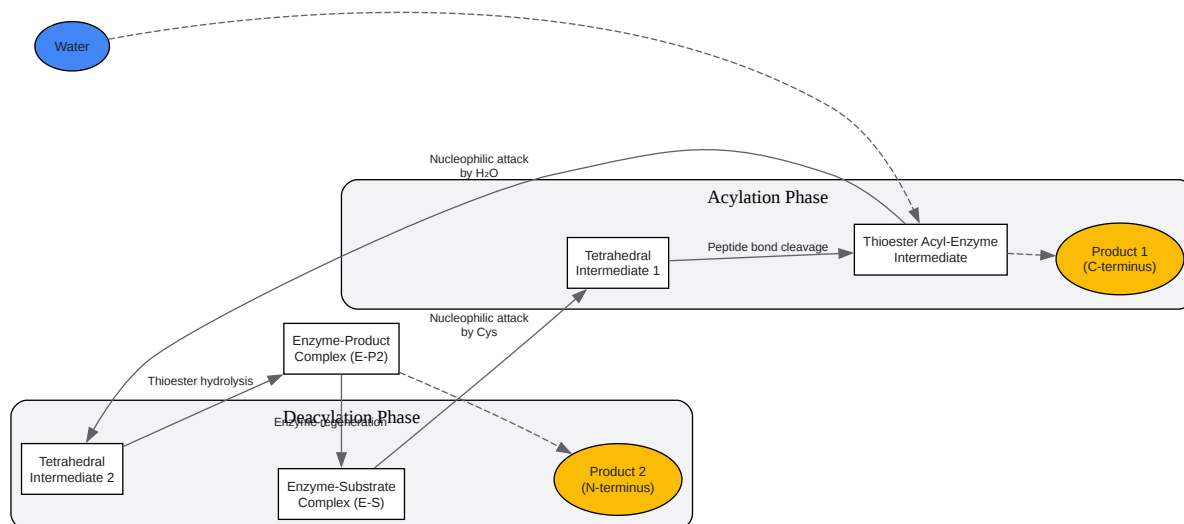 Water
Nucleophilic attack
by H₂O
Acylation Phase
Thioester Acyl-Enzyme
Intermediate
Peptide bond cleavage
Tetrahedral
Intermediate 1
Product 1
(C-terminus)
Nucleophilic attack
by Cys
Enzyme-Product
Complex (E-P2)
Thioester hydrolysis
Deacylation Phase
Enzyme regeneration
Tetrahedral
Intermediate 2
Enzyme-Substrate
Complex (E-S)
Product 2
(N-terminus)